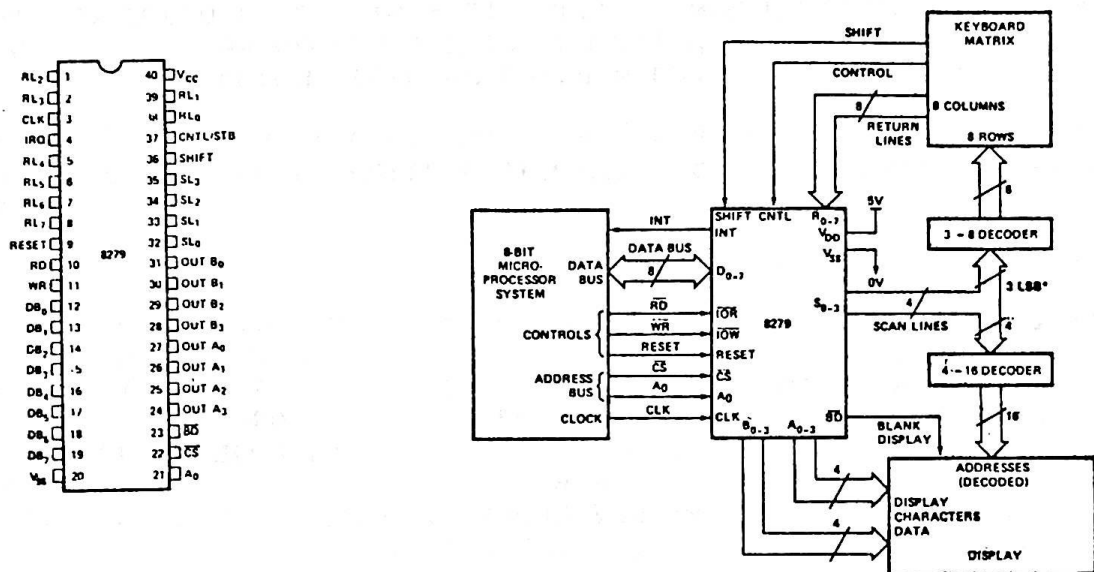 RL2 1 40 VCC
RL3 2 39 RL1
CLK 3 RL0
IRQ 4 37 CNTL/STB
RL4 5 36 SHIFT
RL5 6 35 SL3
RL6 7 34 SL2
RL7 8 33 SL1
RESET 9 32 SL0
8279
RD 10 31 OUT B0
WR 11 30 OUT B1
DB0 12 29 OUT B2
DB1 13 28 OUT B3
DB2 14 27 OUT A0
DB3 26 OUT A1
DB4 16 25 OUT A2
DB5 17 24 OUT A3
DB6 18 23 BD
DB7 19 22 CS
VSS 20 21 A0
KEYBOARD
MATRIX
8 COLUMNS
8 ROWS
SHIFT
CONTROL
8
RETURN
LINES
3 - 8 DECODER
3 LSB*
4
4 - 16 DECODER
16
8-BIT
MICRO-
PROCESSOR
SYSTEM
DATA
BUS
CONTROLS
ADDRESS
BUS
CLOCK
INT
DATA BUS
8
RD
WR
RESET
CS
A0
CLK
SHIFT CNTL R0-7
INT
VDD
VSS
D0-7
S0-3
IOR
8279
IOW
RESET
CS
A0
CLK
BD
B0-3 A0-3
5V
0V
4
SCAN LINES
BLANK
DISPLAY
4
4
ADDRESSES
(DECODED)
DISPLAY
CHARACTERS
DATA
DISPLAY